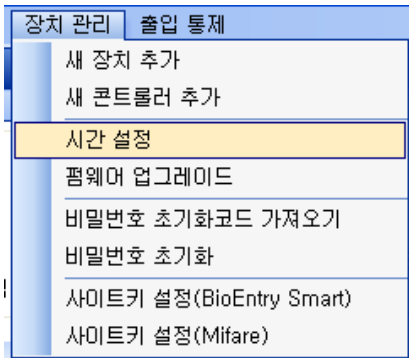 장치 관리 출입 통제
새 장치 추가
새 콘트롤러 추가
시간 설정
펌웨어 업그레이드
비밀번호 초기화코드 가져오기
비밀번호 초기화
사이트키 설정(BioEntry Smart)
사이트키 설정(Mifare)